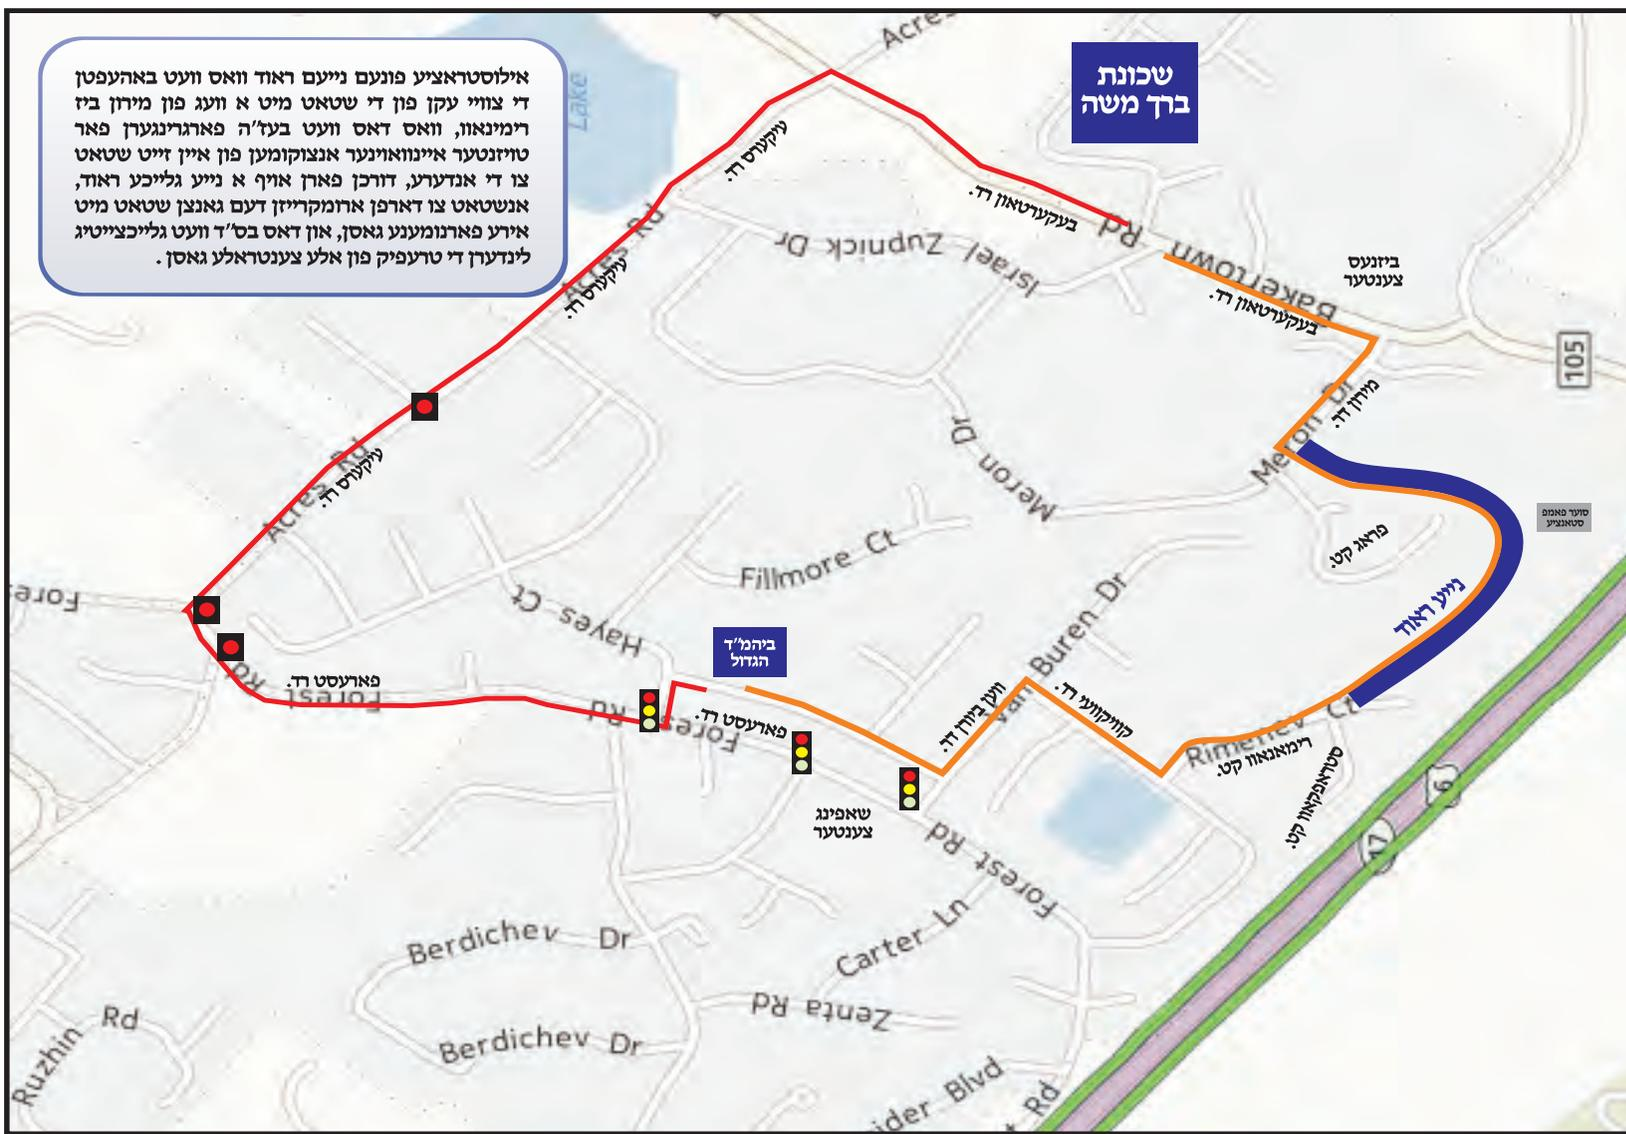 אילוסטראציע פונעם נייעם ראוד וואס וועט באהעפטן
די צוויי עקן פון די שטאט מיט א וועג פון מירון ביז
רימינאוו, וואס דאס וועט בעז"ה פארגרינגערן פאר
טויזנטער איינוואוינער אנצוקומען פון איין זייט שטאט
צו די אנדערע, דורכן פארן אויף א נייע גלייכע ראוד,
אנשטאט צו דארפן ארומקרייזן דעם גאנצן שטאט מיט
אירע פארנומענע גאסן, און דאס בס"ד וועט גלייכצייטיג
לינדערן די טרעפיק פון אלע צענטראלע גאסן .
Lake
Acres
שכונת
ברך משה
עיקערס רד.
בעקערטאון רד.
Bakertown Rd
בעקערטאון רד.
ביזנעס
צענטער
105
Acres Rd
עיקערס רד.
Israel Zupnick Dr
Meron Dr
מירון דר.
Meron Dr
Acres Rd
עיקערס רד.
סוער פאמפ
סטאנציע
פראג קט.
נייע ראוד
Fillmore Ct
Hayes Ct
Van Buren Dr
ווען ביורן דר.
קוויקוועי רד.
ביהמ"ד
הגדול
Fores
Forest Rd
פארעסט רד.
Forest Rd
פארעסט רד.
Rimenev Ct
רימאנאוו קט.
סטראפקאוו קט.
6
17
שאפינג
צענטער
Forest Rd
Carter Ln
Zenta Rd
Berdichev Dr
Berdichev Dr
Ruzhin Rd
ider Blvd
t Rd